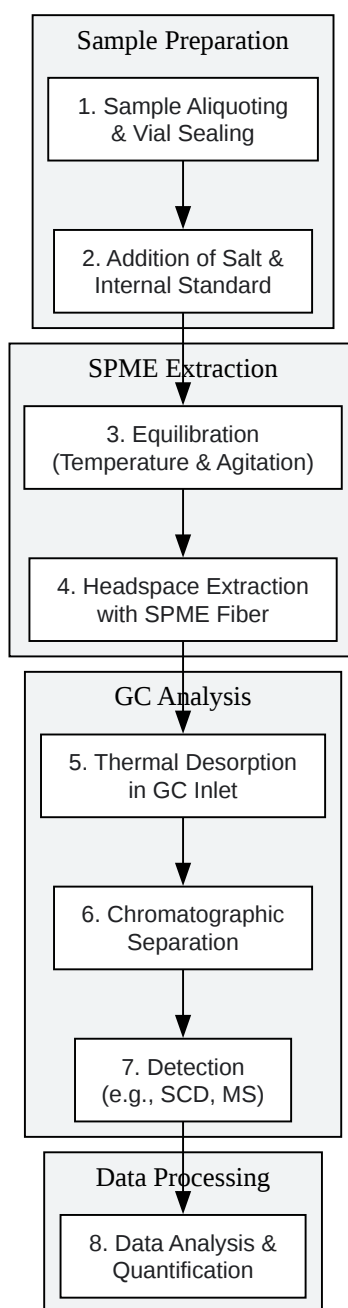 Sample Preparation
1. Sample Aliquoting
& Vial Sealing
2. Addition of Salt &
Internal Standard
SPME Extraction
3. Equilibration
(Temperature & Agitation)
4. Headspace Extraction
with SPME Fiber
GC Analysis
5. Thermal Desorption
in GC Inlet
6. Chromatographic
Separation
7. Detection
(e.g., SCD, MS)
Data Processing
8. Data Analysis &
Quantification